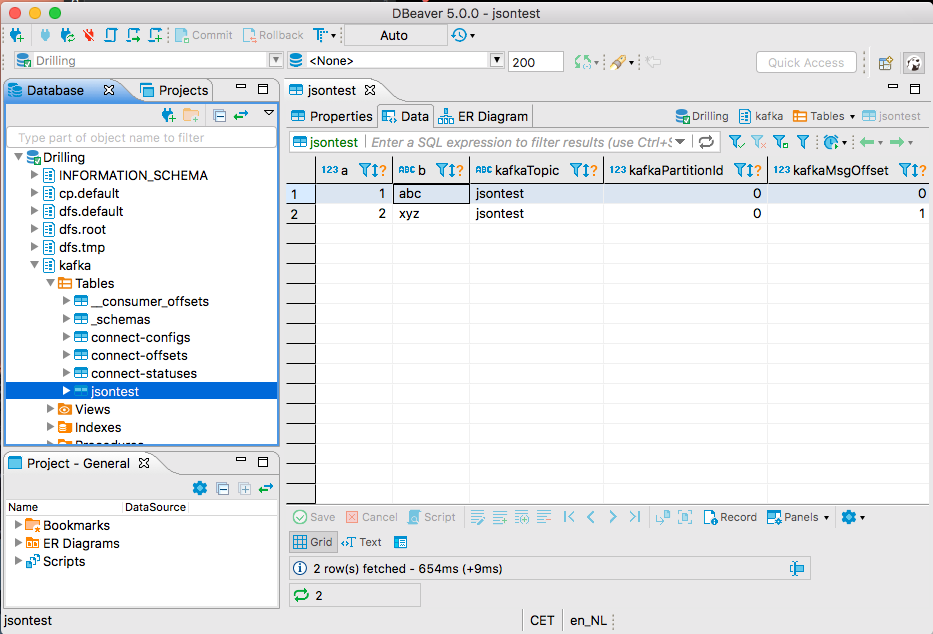 DBeaver 5.0.0 - jsontest
Commit Rollback Auto
Drilling <None> 200 Quick Access
Database Projects
Type part of object name to filter
Drilling
INFORMATION_SCHEMA
cp.default
dfs.default
dfs.root
dfs.tmp
kafka
Tables
__consumer_offsets
_schemas
connect-configs
connect-offsets
connect-statuses
jsontest
Views
Indexes
Procedures
Project - General
Name DataSource
Bookmarks
ER Diagrams
Scripts
jsontest
Properties Data ER Diagram Drilling kafka Tables jsontest
jsontest Enter a SQL expression to filter results (use Ctrl+S
123 a ABC b ABC kafkaTopic 123 kafkaPartitionId 123 kafkaMsgOffset
1 1 abc jsontest 0 0
2 2 xyz jsontest 0 1
Save Cancel Script Record Panels
Grid Text
2 row(s) fetched - 654ms (+9ms)
2
jsontest CET en_NL